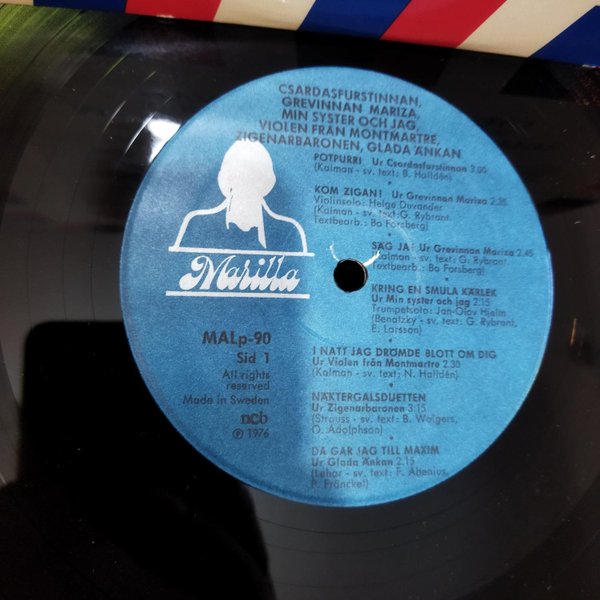 CSARDASFURSTINNAN,
GREVINNAN MARIZA,
MIN SYSTER OCH JAG,
VIOLEN FRÅN MONTMARTRE,
ZIGENARBARONEN, GLADA ÄNKAN
POTPURRI Ur Csardasfurstinnan 3.00
(Kalman - sv. text: B. Halldén)
KOM ZIGAN! Ur Grevinnan Mariza 2.35
Violinsolo: Helge Duvander
(Kalman - sv. text: G. Rybrant.
Textbearb.: Bo Forsberg)
SÄG JA! Ur Grevinnan Mariza 2.45
(Kalman - sv. text: G. Rybrant.
Textbearb.: Bo Forsberg)
KRING EN SMULA KÄRLEK
Ur Min syster och jag 2.15
Trumpetsolo: Jan-Olov Hjelm
(Benatzky - sv. text: G. Rybrant,
E. Larsson)
I NATT JAG DRÖMDE BLOTT OM DIG
Ur Violen från Montmartre 2.30
(Kalman - sv. text: N. Halldén)
NÄKTERGALSDUETTEN
Ur Zigenarbaronen 3.15
(Strauss - sv. text: B. Walgers,
O. Adolphson)
DÅ GÅR JAG TILL MAXIM
Ur Glada Änkan 2.15
(Lehar - sv. text: F. Abenius,
P. Fränckel)
Marilla
MALp-90
Sid 1
All rights
reserved
Made in Sweden
ncb
℗ 1976